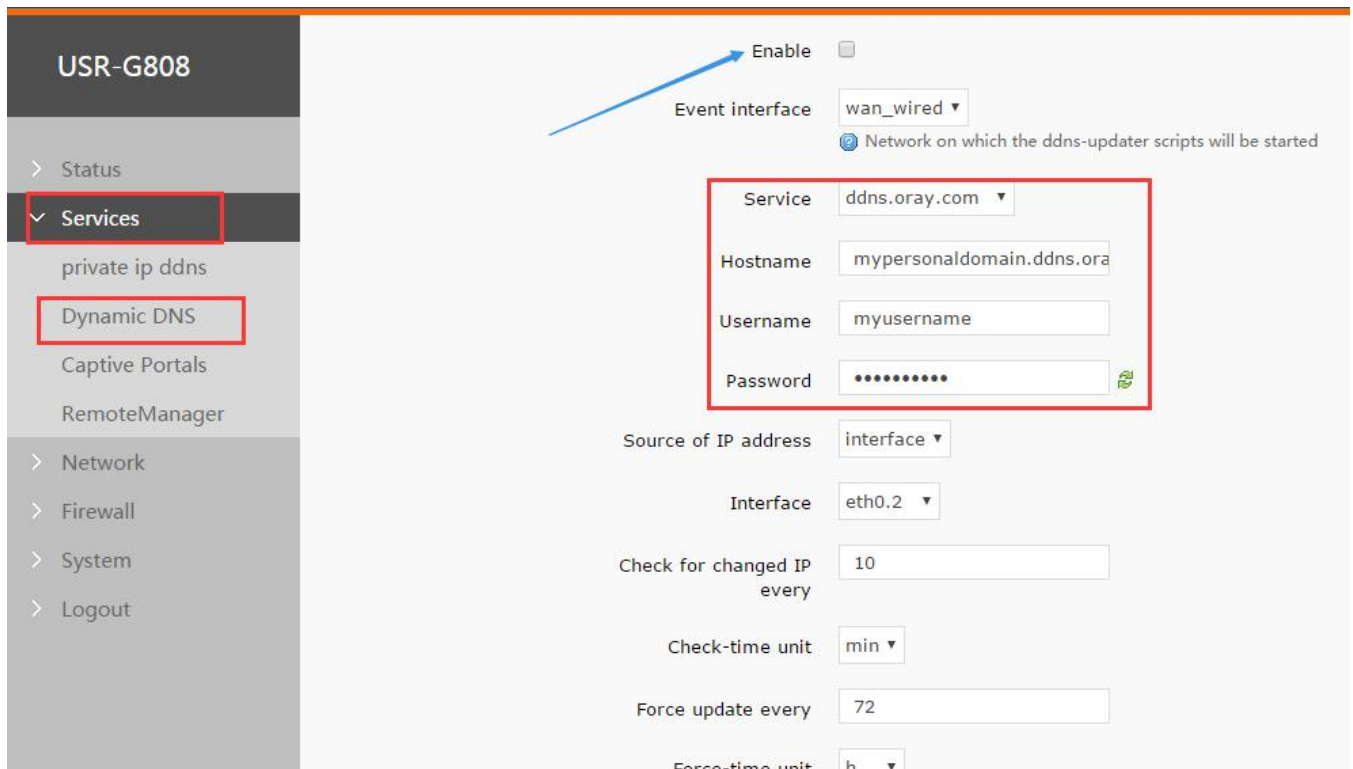 USR-G808
Status
Services
private ip ddns
Dynamic DNS
Captive Portals
RemoteManager
Network
Firewall
System
Logout
Enable
Event interface wan_wired
Network on which the ddns-updater scripts will be started
Service ddns.oray.com
Hostname mypersonaldomain.ddns.ora
Username myusername
Password ••••••••••
Source of IP address interface
Interface eth0.2
Check for changed IP every 10
Check-time unit min
Force update every 72
Force-time unit h